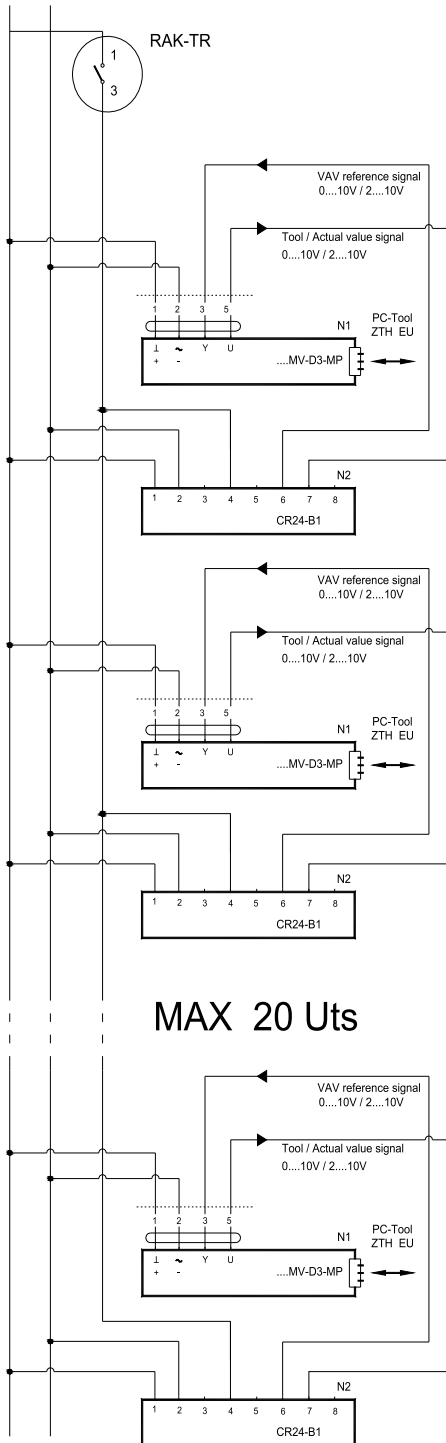 RAK-TR
1
3
VAV reference signal
0....10V / 2....10V
Tool / Actual value signal
0....10V / 2....10V
1 2 3 5
N1
PC-Tool
ZTH EU
⊥ ~ Y U
+ -
....MV-D3-MP
N2
1 2 3 4 5 6 7 8
CR24-B1
VAV reference signal
0....10V / 2....10V
Tool / Actual value signal
0....10V / 2....10V
1 2 3 5
N1
PC-Tool
ZTH EU
⊥ ~ Y U
+ -
....MV-D3-MP
N2
1 2 3 4 5 6 7 8
CR24-B1
MAX 20 Uts
VAV reference signal
0....10V / 2....10V
Tool / Actual value signal
0....10V / 2....10V
1 2 3 5
N1
PC-Tool
ZTH EU
⊥ ~ Y U
+ -
....MV-D3-MP
N2
1 2 3 4 5 6 7 8
CR24-B1